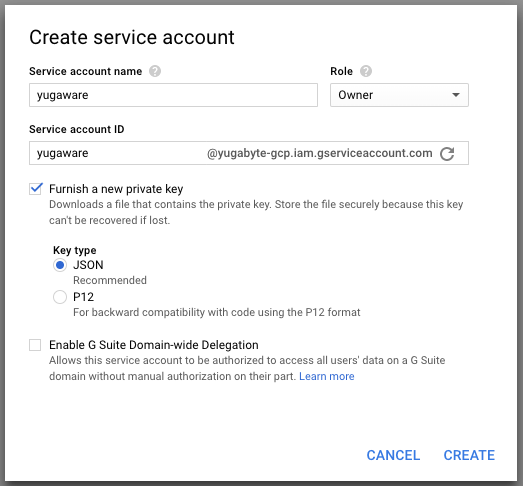 Create service account
Service account name ? Role ?
yugaware Owner
Service account ID
yugaware @yugabyte-gcp.iam.gserviceaccount.com
Furnish a new private key
Downloads a file that contains the private key. Store the file securely because this key
can't be recovered if lost.
Key type
JSON
Recommended
P12
For backward compatibility with code using the P12 format
Enable G Suite Domain-wide Delegation
Allows this service account to be authorized to access all users' data on a G Suite
domain without manual authorization on their part. Learn more
CANCEL CREATE